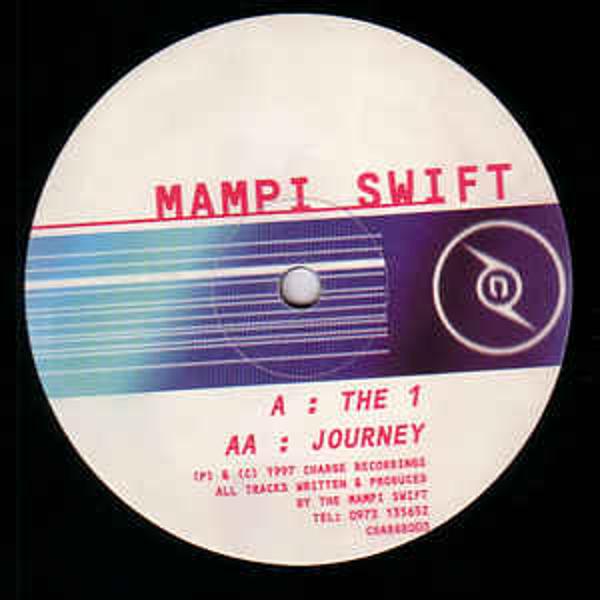 MAMPI SWIFT
A : THE 1
AA : JOURNEY
(P) & (C) 1997 CHARGE RECORDINGS
ALL TRACKS WRITTEN & PRODUCED
BY THE MAMPI SWIFT
TEL: 0973 135652